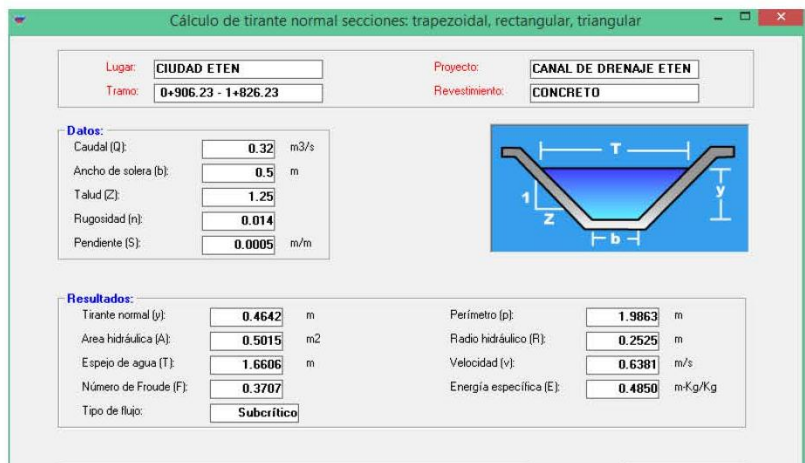 Cálculo de tirante normal secciones: trapezoidal, rectangular, triangular
Lugar: CIUDAD ETEN Proyecto: CANAL DE DRENAJE ETEN
Tramo: 0+906.23 - 1+826.23 Revestimiento: CONCRETO
Datos:
Caudal (Q): 0.32 m3/s
Ancho de solera (b): 0.5 m
Talud (Z): 1.25
Rugosidad (n): 0.014
Pendiente (S): 0.0005 m/m
T
y
1
Z
b
Resultados:
Tirante normal (y): 0.4642 m Perímetro (p): 1.9863 m
Area hidráulica (A): 0.5015 m2 Radio hidráulico (R): 0.2525 m
Espejo de agua (T): 1.6606 m Velocidad (v): 0.6381 m/s
Número de Froude (F): 0.3707 Energía específica (E): 0.4850 m-Kg/Kg
Tipo de flujo: Subcrítico